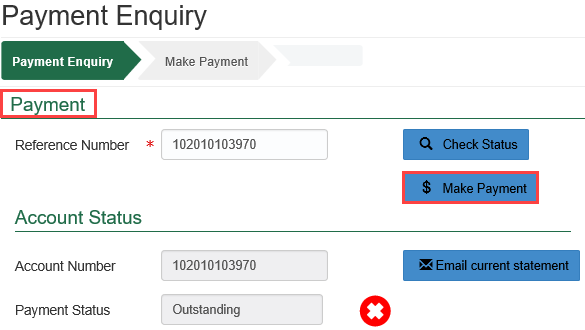 Payment Enquiry
Payment Enquiry Make Payment
Payment
Reference Number * 102010103970 Check Status
$ Make Payment
Account Status
Account Number 102010103970 Email current statement
Payment Status Outstanding